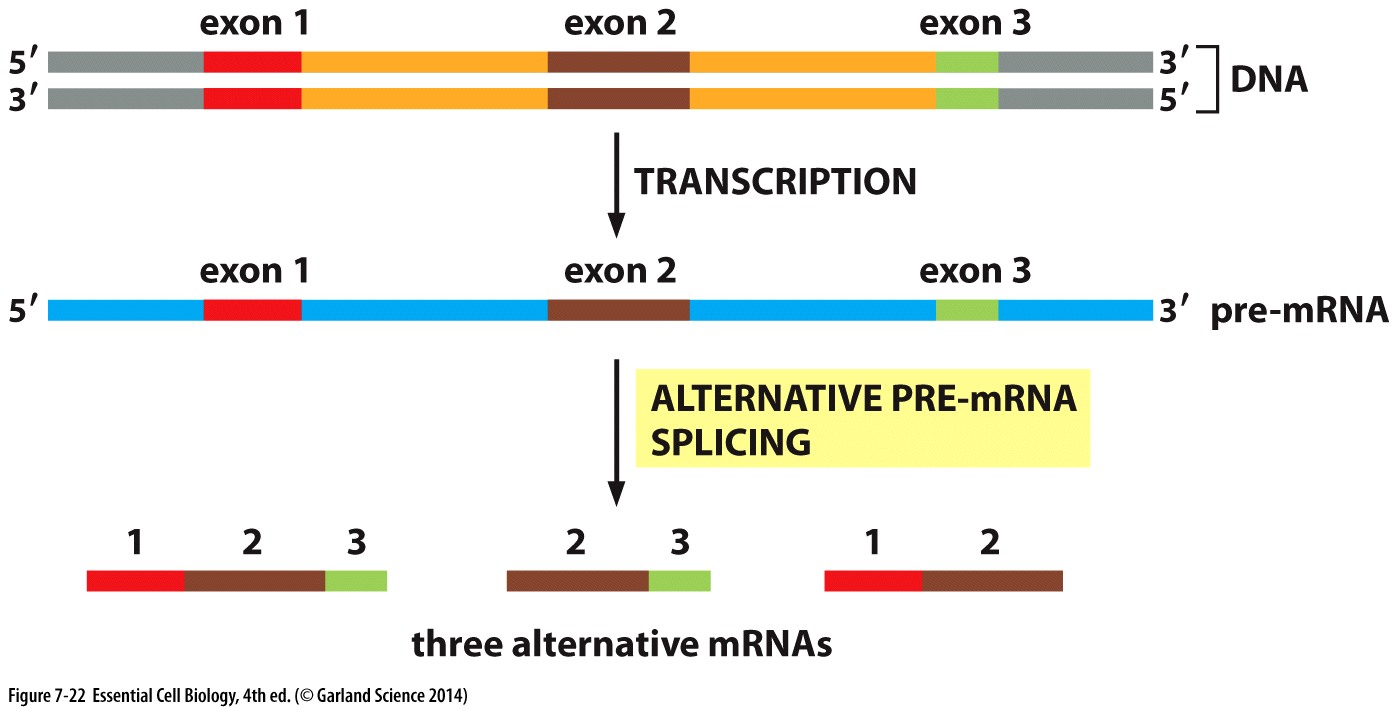 exon 1 exon 2 exon 3
5′ 3′
3′ 5′
DNA
TRANSCRIPTION
exon 1 exon 2 exon 3
5′ 3′ pre-mRNA
ALTERNATIVE PRE-mRNA
SPLICING
1 2 3 2 3 1 2
three alternative mRNAs
Figure 7-22 Essential Cell Biology, 4th ed. (© Garland Science 2014)